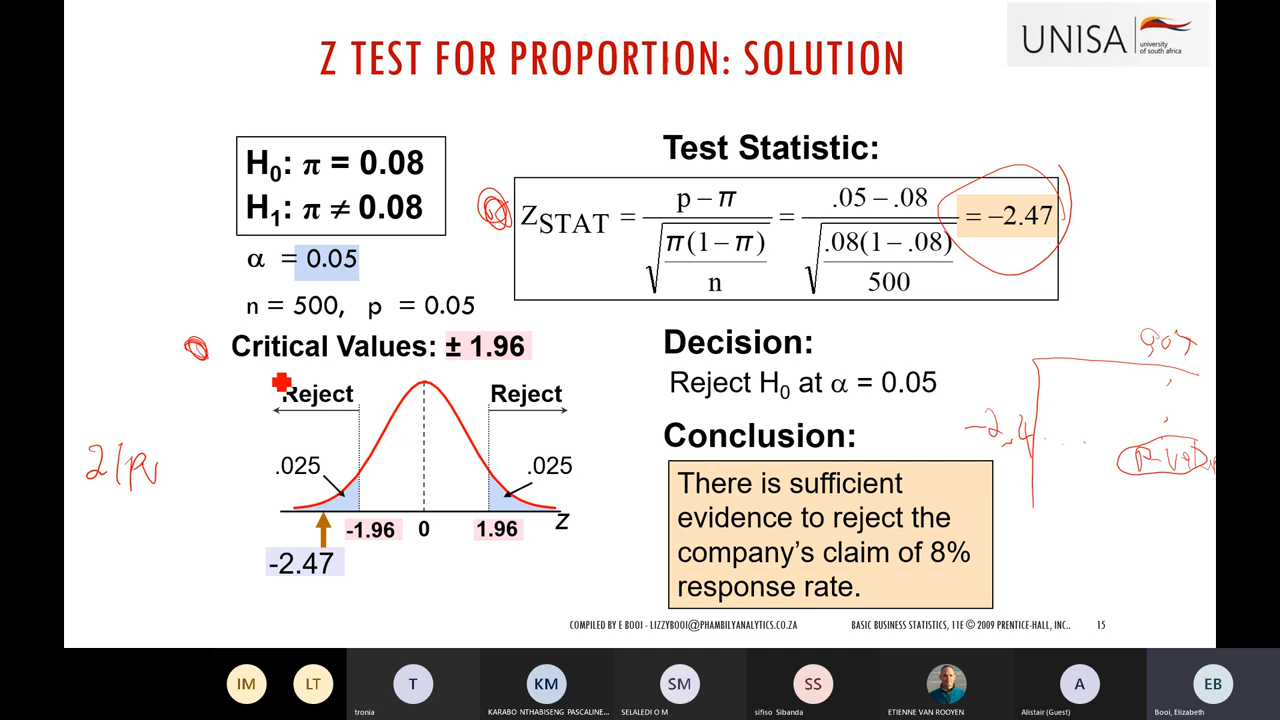 UNISA
university
of south africa
Z TEST FOR PROPORTION: SOLUTION
H0: π = 0.08
H1: π ≠ 0.08
α = 0.05
n = 500, p = 0.05
Critical Values: ± 1.96
Reject
Reject
.025
.025
-1.96 0 1.96 Z
-2.47
Test Statistic:
ZSTAT = p − π / √(π(1 − π) / n) = .05 − .08 / √(.08(1 − .08) / 500) = −2.47
Decision:
Reject H0 at α = 0.05
Conclusion:
There is sufficient
evidence to reject the
company's claim of 8%
response rate.
-2.4
COMPILED BY E BOOI - LIZZYBOOI@PHAMBILYANALYTICS.CO.ZA
BASIC BUSINESS STATISTICS, 11E © 2009 PRENTICE-HALL, INC..
15
IM
LT
T
KM
SM
SS
A
EB
tronia
KARABO NTHABISENG PASCALINE...
SELALEDI O M
sifiso Sibanda
ETIENNE VAN ROOYEN
Alistair (Guest)
Booi, Elizabeth